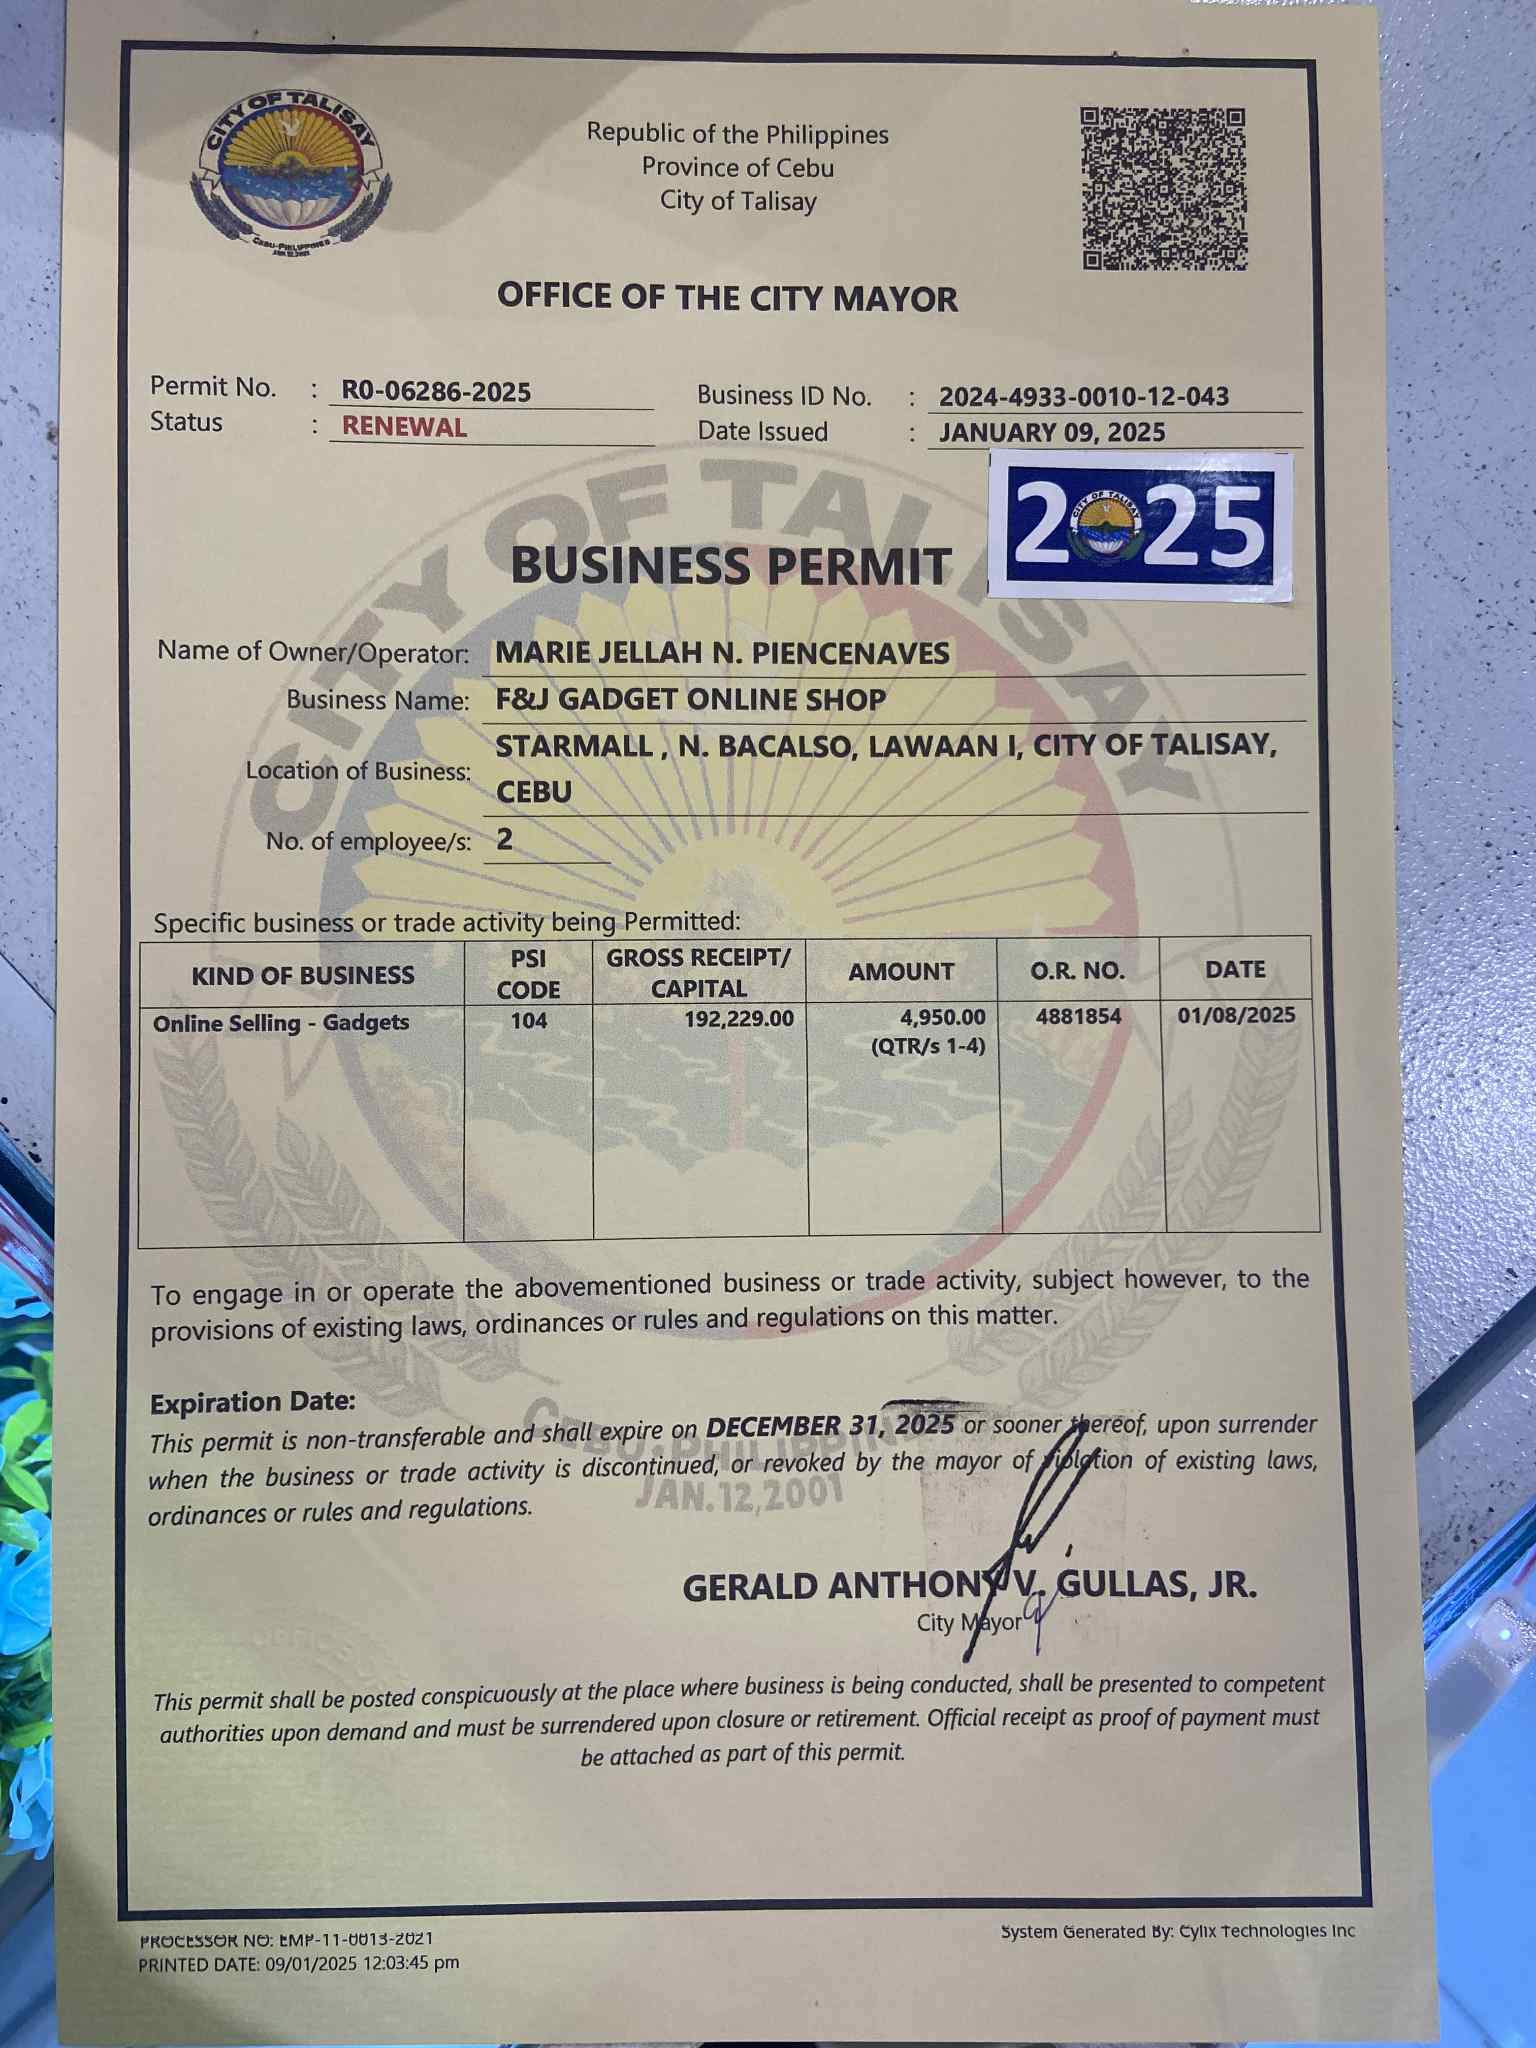 CITY OF TALISAY
CEBU-PHILIPPINES
JAN.12,2001
Republic of the Philippines
Province of Cebu
City of Talisay
OFFICE OF THE CITY MAYOR
Permit No. : R0-06286-2025
Business ID No. : 2024-4933-0010-12-043
Status : RENEWAL
Date Issued : JANUARY 09, 2025
2025
CITY OF TALISAY
BUSINESS PERMIT
CITY OF TALISAY
Name of Owner/Operator: MARIE JELLAH N. PIENCENAVES
Business Name: F&J GADGET ONLINE SHOP
Location of Business: STARMALL , N. BACALSO, LAWAAN I, CITY OF TALISAY,
CEBU
No. of employee/s: 2
Specific business or trade activity being Permitted:
KIND OF BUSINESS PSI CODE GROSS RECEIPT/ CAPITAL AMOUNT O.R. NO. DATE
Online Selling - Gadgets 104 192,229.00 4,950.00 4881854 01/08/2025
(QTR/s 1-4)
To engage in or operate the abovementioned business or trade activity, subject however, to the
provisions of existing laws, ordinances or rules and regulations on this matter.
Expiration Date:
This permit is non-transferable and shall expire on DECEMBER 31, 2025 or sooner thereof, upon surrender
when the business or trade activity is discontinued, or revoked by the mayor of violation of existing laws,
ordinances or rules and regulations.
CEBU-PHILIPPINES
JAN.12,2001
GERALD ANTHONY V. GULLAS, JR.
City Mayor
This permit shall be posted conspicuously at the place where business is being conducted, shall be presented to competent
authorities upon demand and must be surrendered upon closure or retirement. Official receipt as proof of payment must
be attached as part of this permit.
PROCESSOR NO: EMP-11-0013-2021
System Generated By: Cylix Technologies Inc
PRINTED DATE: 09/01/2025 12:03:45 pm